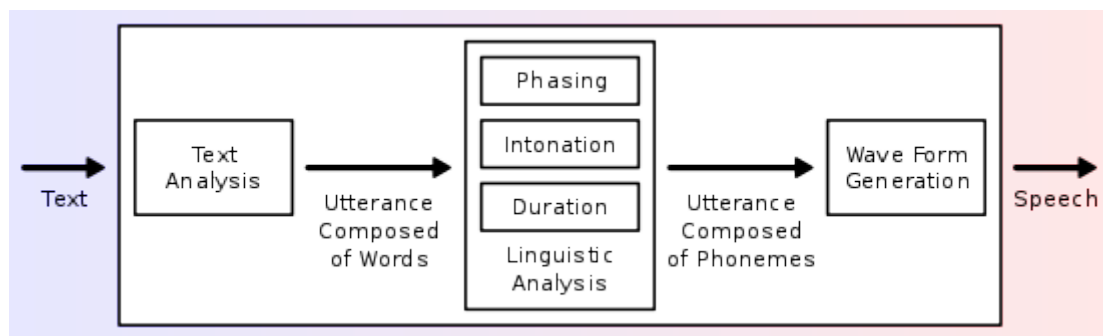 Text
Text
Analysis
Utterance
Composed
of Words
Phasing
Intonation
Duration
Linguistic
Analysis
Utterance
Composed
of Phonemes
Wave Form
Generation
Speech